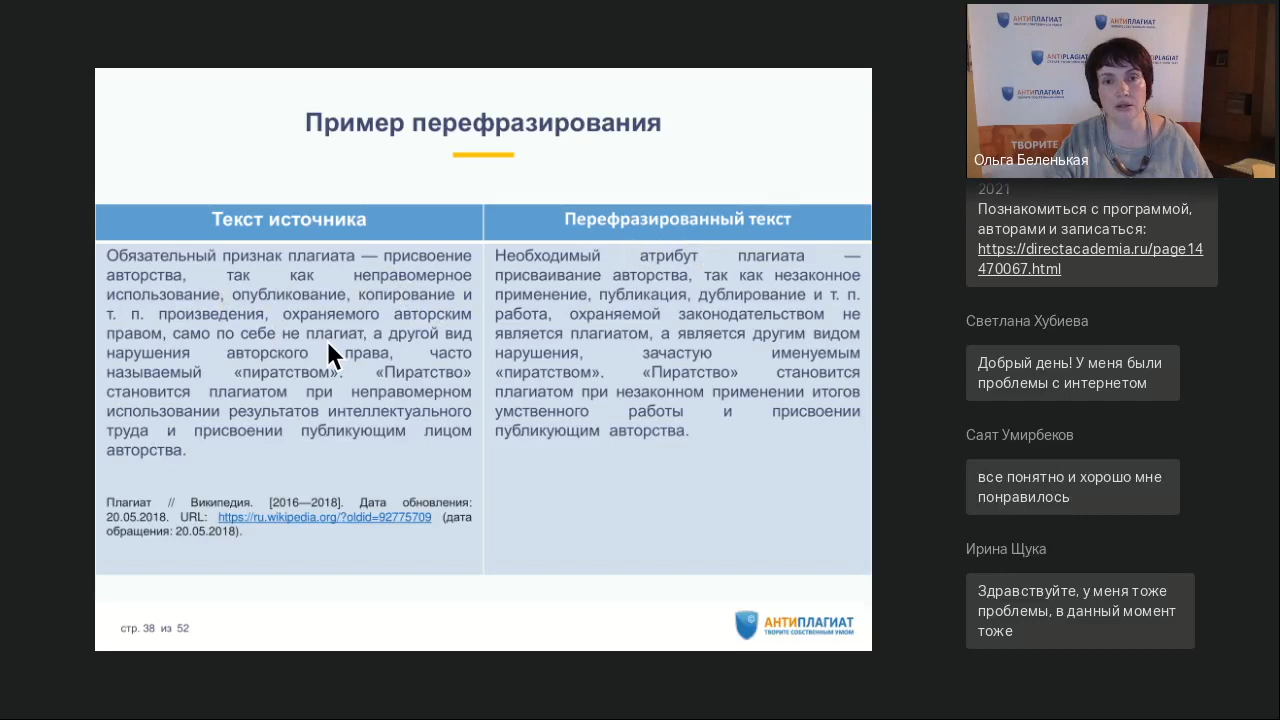 Пример перефразирования
Текст источника
Обязательный признак плагиата — присвоение
авторства, так как неправомерное
использование, опубликование, копирование и
т. п. произведения, охраняемого авторским
правом, само по себе не плагиат, а другой вид
нарушения авторского права, часто
называемый «пиратством». «Пиратство»
становится плагиатом при неправомерном
использовании результатов интеллектуального
труда и присвоении публикующим лицом
авторства.
Плагиат // Википедия. [2016—2018]. Дата обновления:
20.05.2018. URL: https://ru.wikipedia.org/?oldid=92775709 (дата
обращения: 20.05.2018).
Перефразированный текст
Необходимый атрибут плагиата —
присваивание авторства, так как незаконное
применение, публикация, дублирование и т. п.
работа, охраняемой законодательством не
является плагиатом, а является другим видом
нарушения, зачастую именуемым
«пиратством». «Пиратство» становится
плагиатом при незаконном применении итогов
умственного работы и присвоении
публикующим авторства.
стр. 38 из 52
АНТИПЛАГИАТ
ТВОРИТЕ СОБСТВЕННЫМ УМОМ
АНТИПЛАГИАТ
АНТИПЛАГИАТ
ANTIPLAGIAT
PLAGIAT
АНТИПЛАГИАТ
ТВОРИТЕ
Ольга Беленькая
2021
Познакомиться с программой,
авторами и записаться:
https://directacademia.ru/page14
470067.html
Светлана Хубиева
Добрый день! У меня были
проблемы с интернетом
Саят Умирбеков
все понятно и хорошо мне
понравилось
Ирина Щука
Здравствуйте, у меня тоже
проблемы, в данный момент
тоже